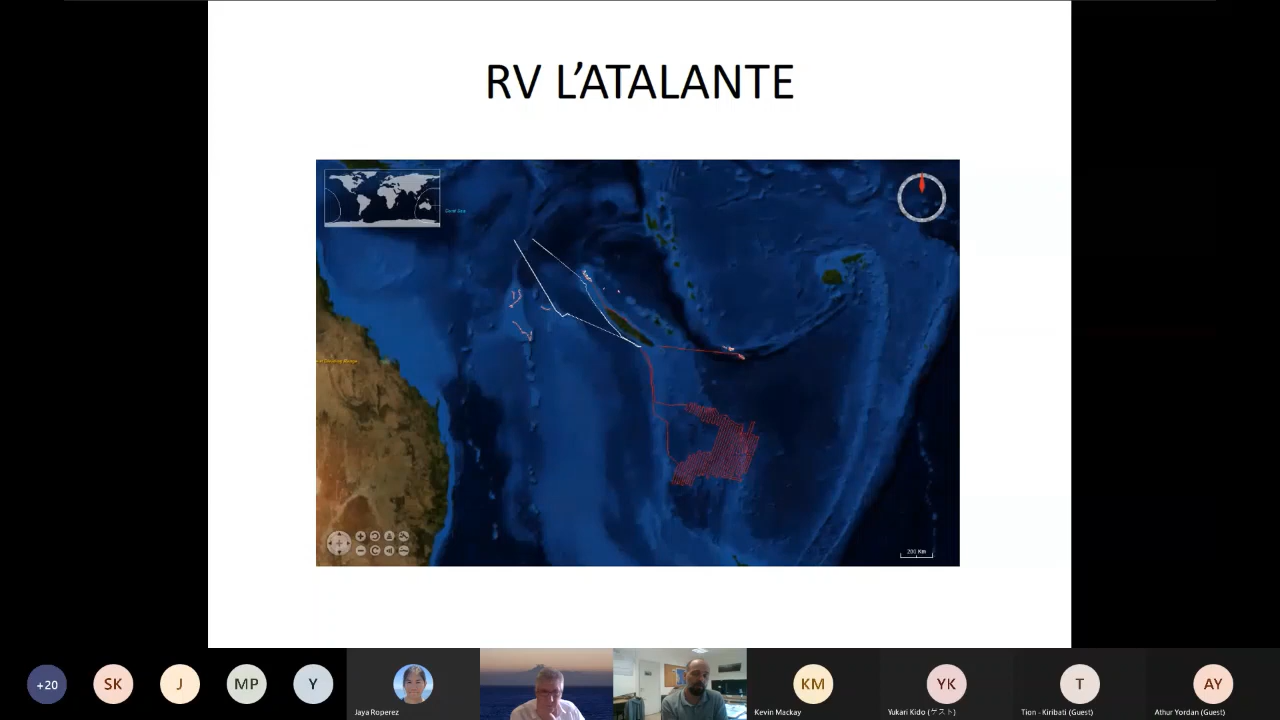 RV L’ATALANTE
200 Km
+20
SK
J
MP
Y
KM
YK
T
AY
Jaya Roperez
Kevin Mackay
Yukari Kido (ゲスト)
Tion - Kiribati (Guest)
Athur Yordan (Guest)